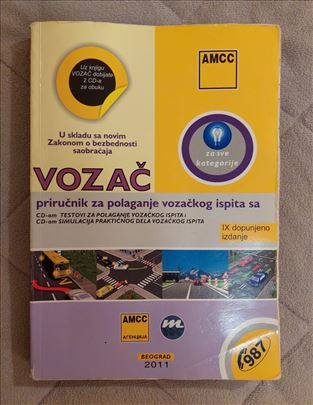 Uz knjigu
VOZAČ dobijate
2 CD-a
za obuku
AMCC
U skladu sa novim
Zakonom o bezbednosti
saobraćaja
za sve
kategorije
VOZAČ
priručnik za polaganje vozačkog ispita sa
CD-om TESTOVI ZA POLAGANJE VOZAČKOG ISPITA i
CD-om SIMULACIJA PRAKTIČNOG DELA VOZAČKOG ISPITA
IX dopunjeno
izdanje
AMCC
АГЕНЦИЈА
BEOGRAD
2011
987